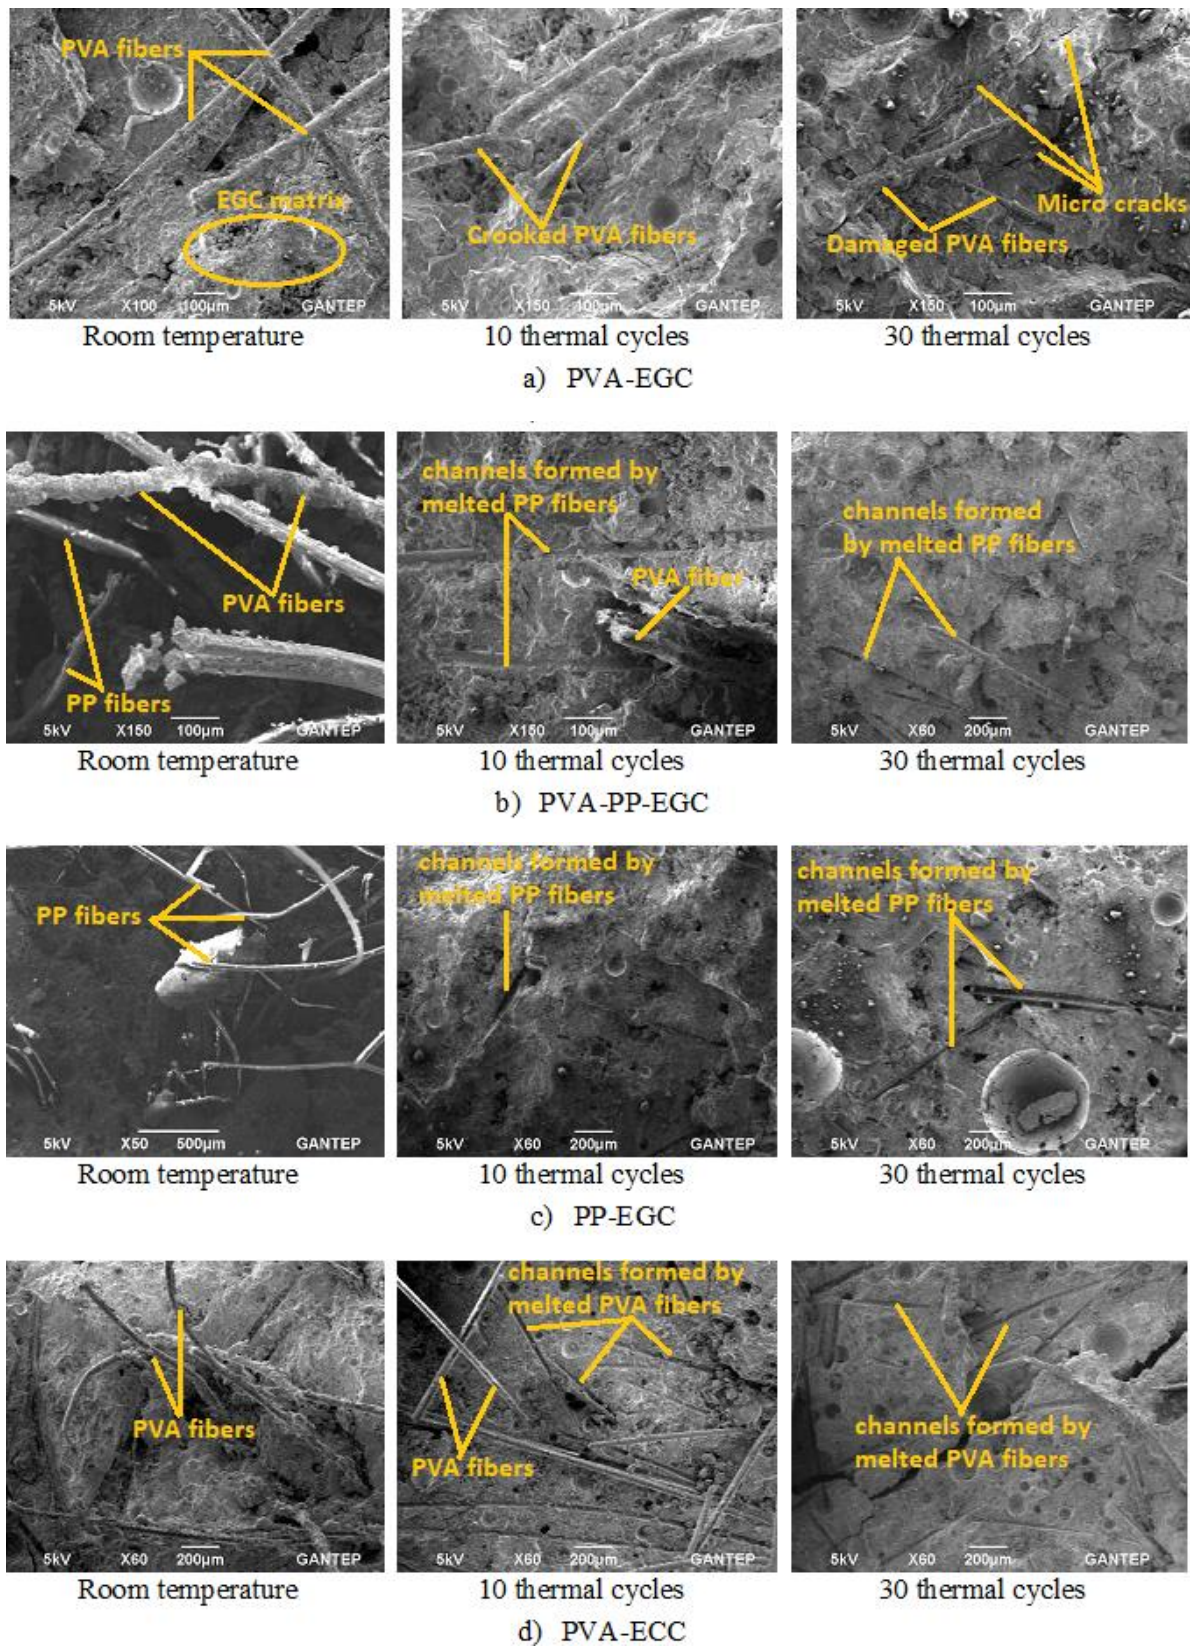 PVA fibers
EGC matrix
5kV X100 100µm GANTEP
Crooked PVA fibers
5kV X150 100µm GANTEP
Micro cracks
Damaged PVA fibers
5kV X150 100µm GANTEP
Room temperature
10 thermal cycles
30 thermal cycles
a) PVA-EGC
PVA fibers
PP fibers
5kV X150 100µm GANTEP
channels formed by
melted PP fibers
PVA fiber
5kV X150 100µm GANTEP
channels formed
by melted PP fibers
5kV X60 200µm GANTEP
Room temperature
10 thermal cycles
30 thermal cycles
b) PVA-PP-EGC
PP fibers
5kV X50 500µm GANTEP
channels formed by
melted PP fibers
5kV X60 200µm GANTEP
channels formed by
melted PP fibers
5kV X60 200µm GANTEP
Room temperature
10 thermal cycles
30 thermal cycles
c) PP-EGC
PVA fibers
5kV X60 200µm GANTEP
channels formed by
melted PVA fibers
PVA fibers
5kV X60 200µm GANTEP
channels formed by
melted PVA fibers
5kV X60 200µm GANTEP
Room temperature
10 thermal cycles
30 thermal cycles
d) PVA-ECC